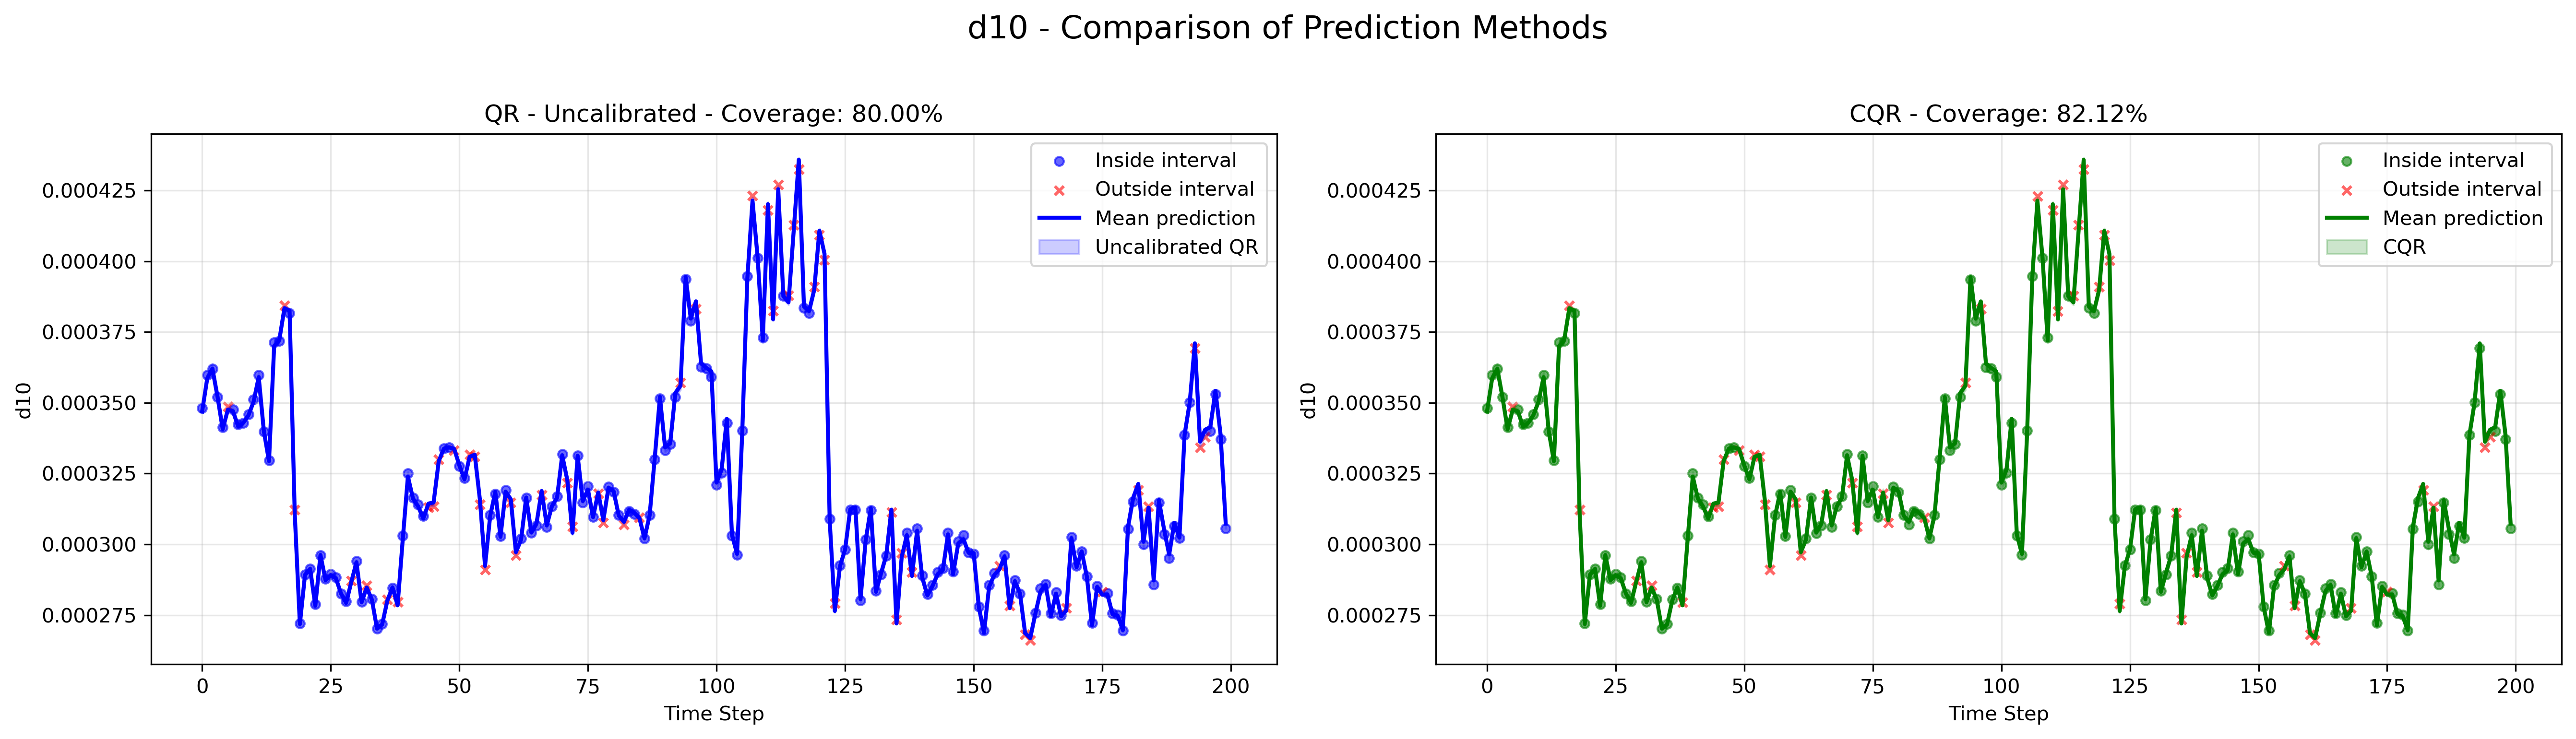 d10 - Comparison of Prediction Methods
QR - Uncalibrated - Coverage: 80.00%
d10
0.000425
0.000400
0.000375
0.000350
0.000325
0.000300
0.000275
0 25 50 75 100 125 150 175 200
Time Step
Inside interval
Outside interval
Mean prediction
Uncalibrated QR
CQR - Coverage: 82.12%
d10
0.000425
0.000400
0.000375
0.000350
0.000325
0.000300
0.000275
0 25 50 75 100 125 150 175 200
Time Step
Inside interval
Outside interval
Mean prediction
CQR